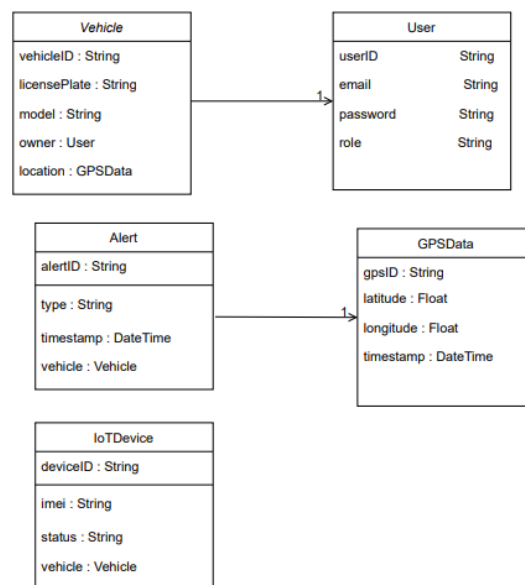 Vehicle
vehicleID : String
licensePlate : String
model : String
owner : User
location : GPSData
1
User
userID String
email String
password String
role String
Alert
alertID : String
type : String
timestamp : DateTime
vehicle : Vehicle
1
GPSData
gpsID : String
latitude : Float
longitude : Float
timestamp : DateTime
IoTDevice
deviceID : String
imei : String
status : String
vehicle : Vehicle